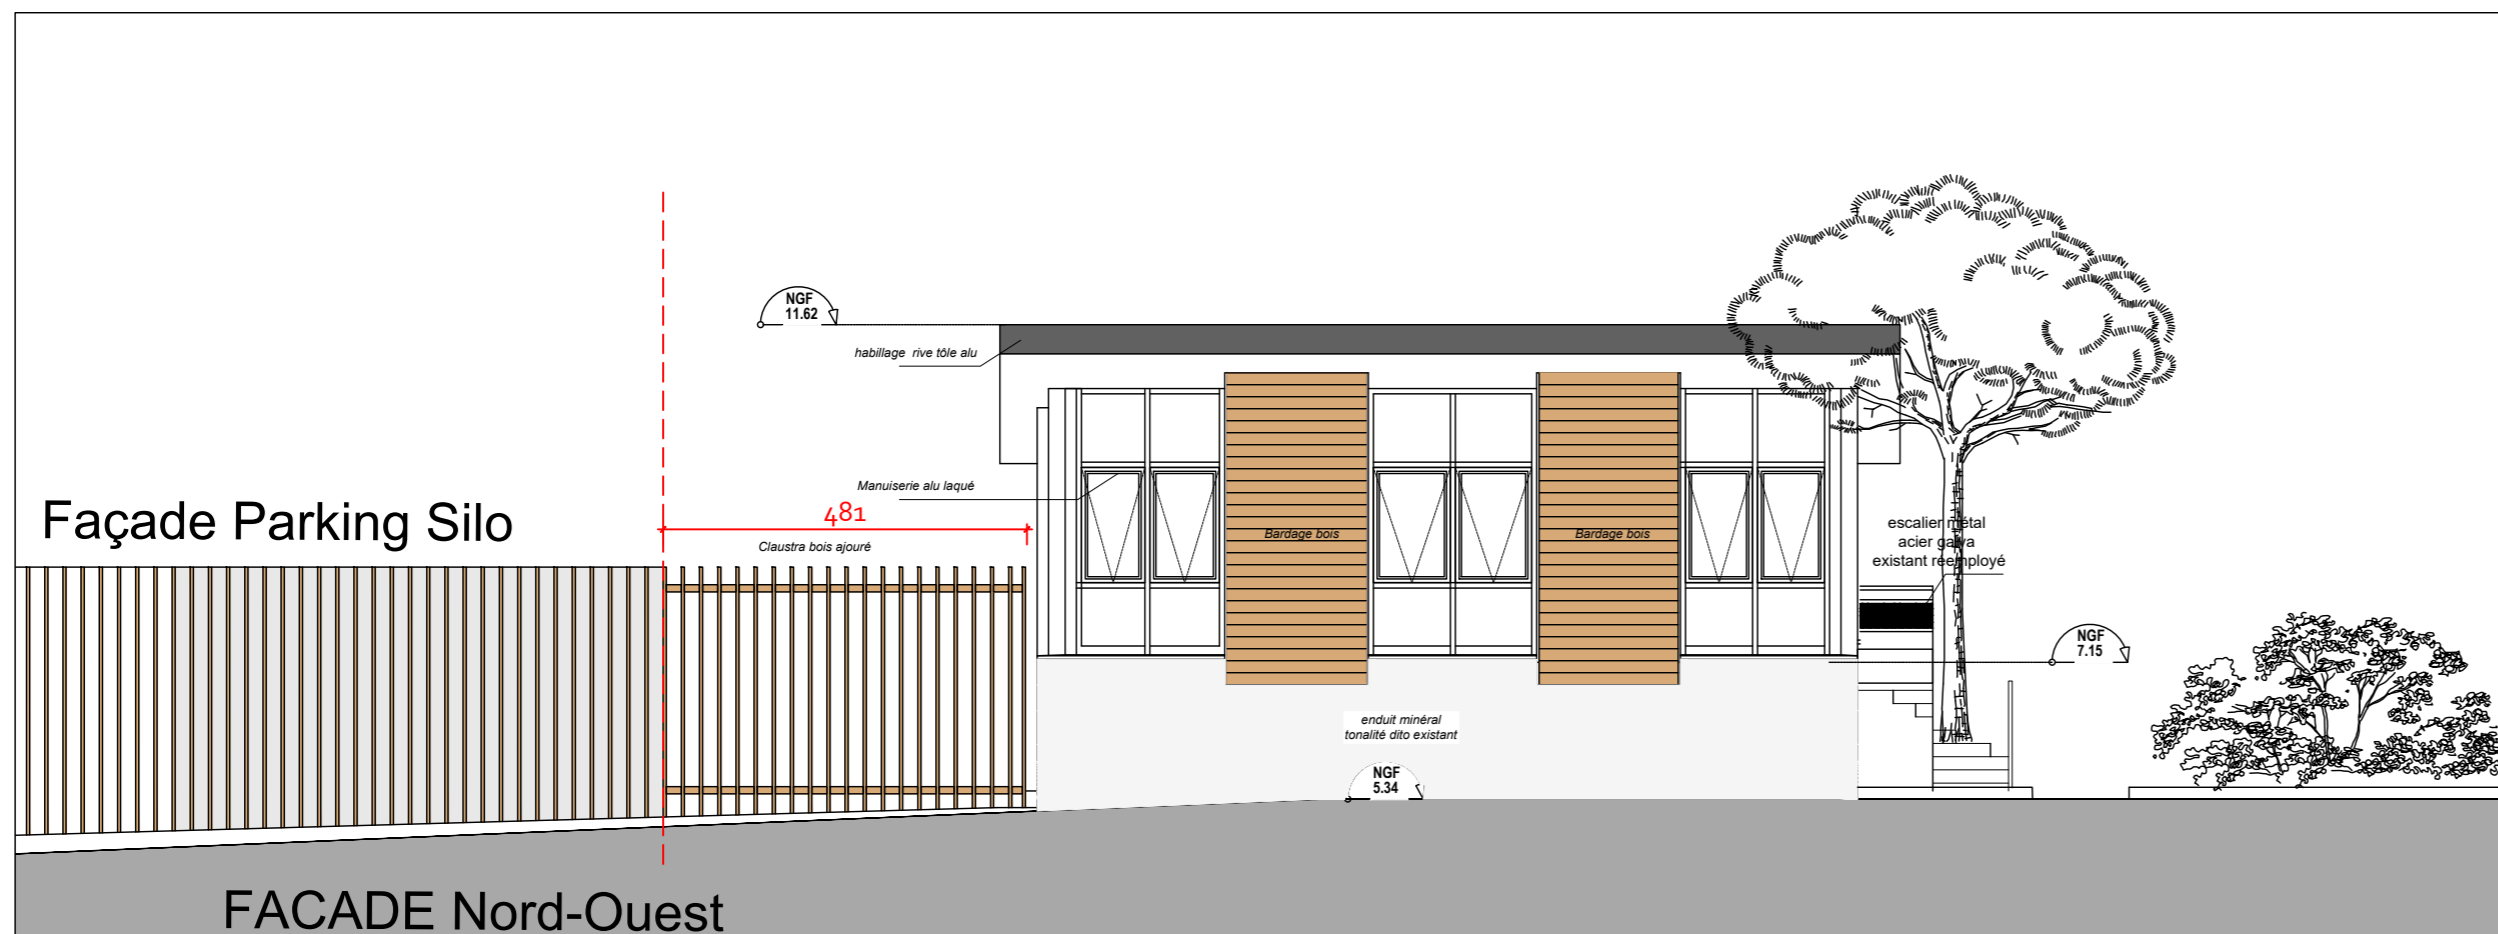 NGF
11.62
habillage rive tôle alu
Manuiserie alu laqué
Façade Parking Silo
481
Claustra bois ajouré
Bardage bois
Bardage bois
escalier métal
acier galva
existant réemployé
NGF
7.15
enduit minéral
tonalité dito existant
NGF
5.34
FACADE Nord-Ouest